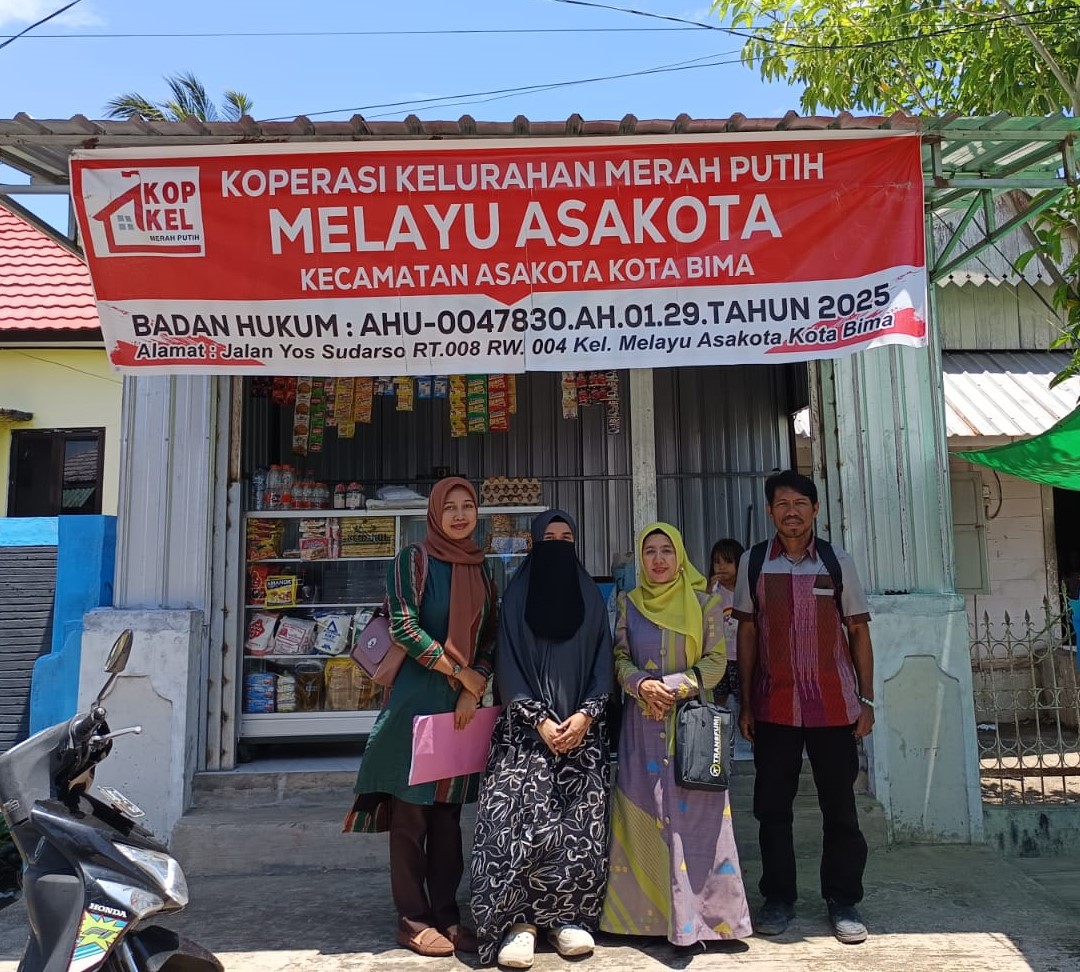 KOP
KEL
MERAH PUTIH
KOPERASI KELURAHAN MERAH PUTIH
MELAYU ASAKOTA
KECAMATAN ASAKOTA KOTA BIMA
BADAN HUKUM : AHU-0047830.AH.01.29.TAHUN 2025
Alamat : Jalan Yos Sudarso RT.008 RW. 004 Kel. Melayu Asakota Kota Bima
HONDA